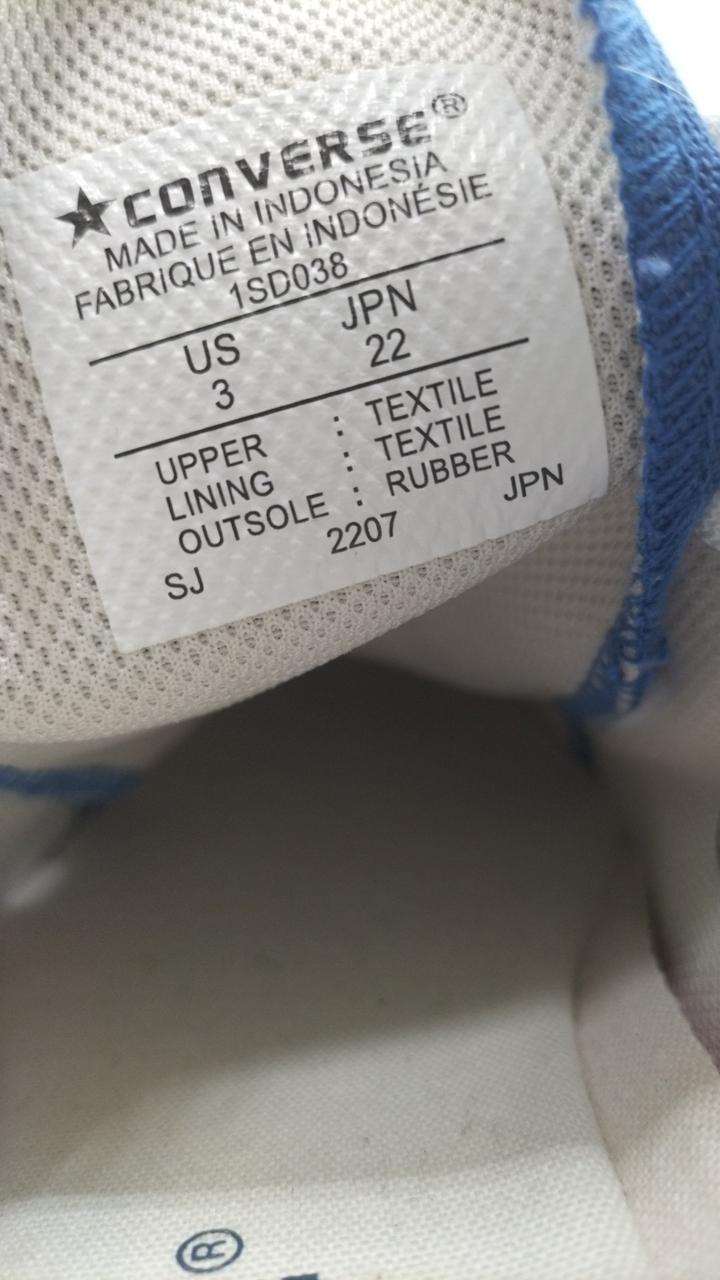 ★CONVERSE®
MADE IN INDONESIA
FABRIQUE EN INDONÉSIE
1SD038
US JPN
3 22
UPPER : TEXTILE
LINING : TEXTILE
OUTSOLE : RUBBER
SJ 2207 JPN
®